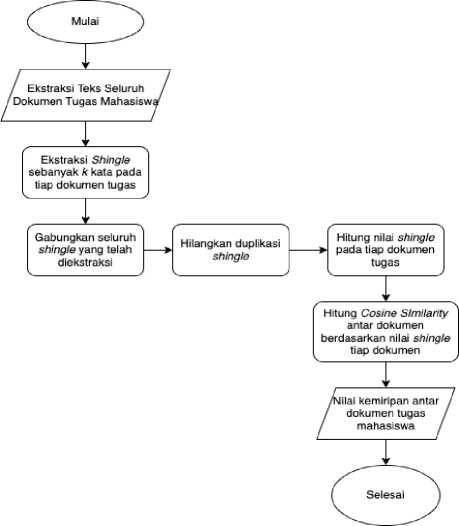 Mulai
Ekstraksi Teks Seluruh
Dokumen Tugas Mahasiswa
Ekstraksi Shingle
sebanyak k kata pada
tiap dokumen tugas
Gabungkan seluruh
shingle yang telah
diekstraksi
Hilangkan duplikasi
shingle
Hitung nilai shingle
pada tiap dokumen
tugas
Hitung Cosine SImilarity
antar dokumen
berdasarkan nilai shingle
tiap dokumen
Nilai kemiripan antar
dokumen tugas
mahasiswa
Selesai